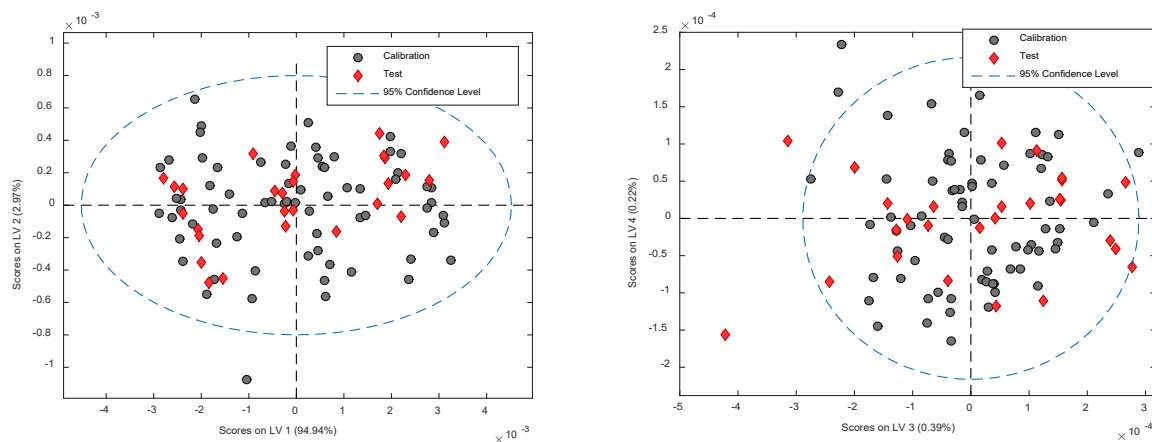 × 10 -3
1
0.8
0.6
0.4
0.2
0
-0.2
-0.4
-0.6
-0.8
-1
Scores on LV 2 (2.97%)
Calibration
Test
95% Confidence Level
-4 -3 -2 -1 0 1 2 3 4 5
Scores on LV 1 (94.94%)
× 10 -3
× 10 -4
2.5
2
1.5
1
0.5
0
-0.5
-1
-1.5
-2
Scores on LV 4 (0.22%)
Calibration
Test
95% Confidence Level
-5 -4 -3 -2 -1 0 1 2 3
Scores on LV 3 (0.39%)
× 10 -4